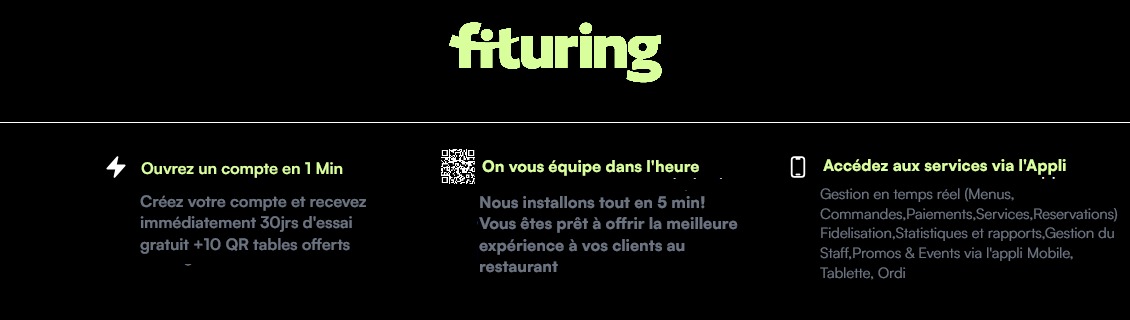 fituring
Ouvrez un compte en 1 Min
Créez votre compte et recevez
immédiatement 30jrs d'essai
gratuit +10 QR tables offerts
On vous équipe dans l'heure
Nous installons tout en 5 min!
Vous êtes prêt à offrir la meilleure
expérience à vos clients au
restaurant
Accédez aux services via l'Appli
Gestion en temps réel (Menus,
Commandes,Paiements,Services,Reservations)
Fidelisation,Statistiques et rapports,Gestion du
Staff,Promos & Events via l'appli Mobile,
Tablette, Ordi